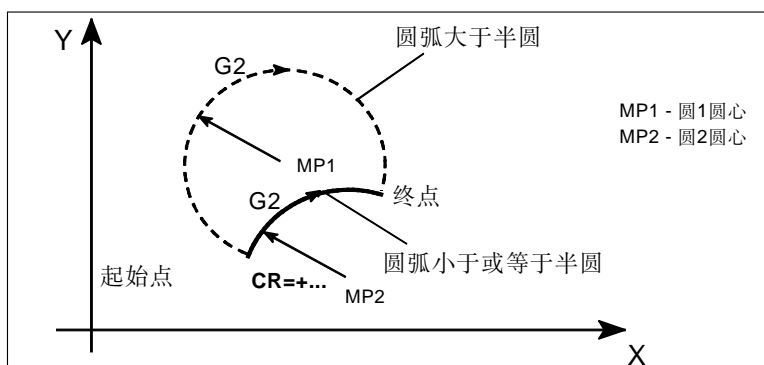 Y
圆弧大于半圆
G2
MP1 - 圆1圆心
MP2 - 圆2圆心
MP1
G2
终点
圆弧小于或等于半圆
起始点
CR=+...
MP2
X